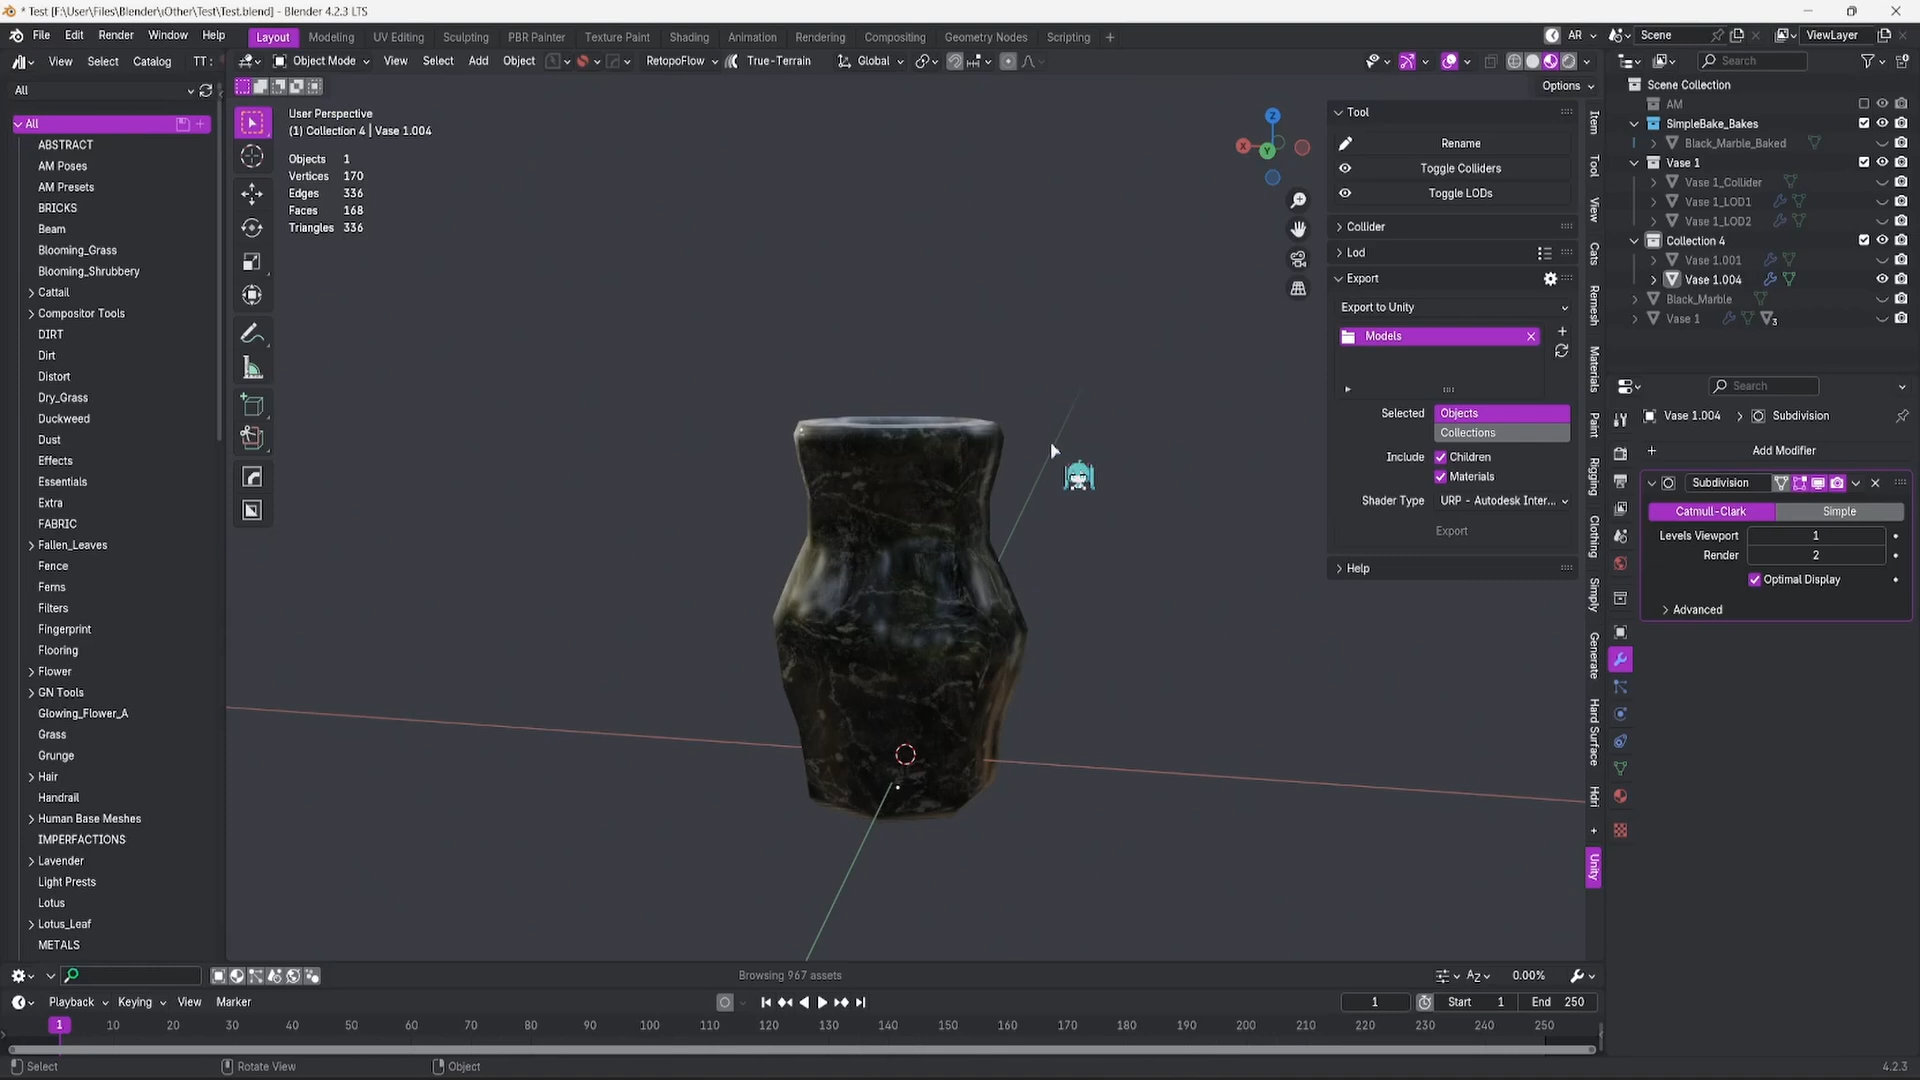 * Test [F:\User\Files\Blender\iOther\Test\Test.blend] - Blender 4.2.3 LTS
File Edit Render Window Help
Layout Modeling UV Editing Sculpting PBR Painter Texture Paint Shading Animation Rendering Compositing Geometry Nodes Scripting +
AR Scene ViewLayer
View Select Catalog TT:
Object Mode View Select Add Object RetopoFlow True-Terrain Global
Search
All
Options
All
ABSTRACT
AM Poses
AM Presets
BRICKS
Beam
Blooming_Grass
Blooming_Shrubbery
Cattail
Compositor Tools
DIRT
Dirt
Distort
Dry_Grass
Duckweed
Dust
Effects
Essentials
Extra
FABRIC
Fallen_Leaves
Fence
Ferns
Filters
Fingerprint
Flooring
Flower
GN Tools
Glowing_Flower_A
Grass
Grunge
Hair
Handrail
Human Base Meshes
IMPERFACTIONS
Lavender
Light Prests
Lotus
Lotus_Leaf
METALS
User Perspective
(1) Collection 4 | Vase 1.004
Objects 1
Vertices 170
Edges 336
Faces 168
Triangles 336
Z
X
Y
Tool
Rename
Toggle Colliders
Toggle LODs
Collider
Lod
Export
Export to Unity
Models
Selected Objects
Collections
Include Children
Materials
Shader Type URP - Autodesk Inter...
Export
Help
Item
Tool
View
Cats
Remesh
Materials
Paint
Rigging
Clothing
Simply
Generate
Hard Surface
Hdri
+
Unity
Scene Collection
AM
SimpleBake_Bakes
Black_Marble_Baked
Vase 1
Vase 1_Collider
Vase 1_LOD1
Vase 1_LOD2
Collection 4
Vase 1.001
Vase 1.004
Black_Marble
Vase 1 3
Search
Vase 1.004 Subdivision
+ Add Modifier
Subdivision
Catmull-Clark Simple
Levels Viewport 1
Render 2
Optimal Display
Advanced
Browsing 967 assets
0.00%
Playback Keying View Marker
1 Start 1 End 250
1 10 20 30 40 50 60 70 80 90 100 110 120 130 140 150 160 170 180 190 200 210 220 230 240 250
Select Rotate View Object 4.2.3